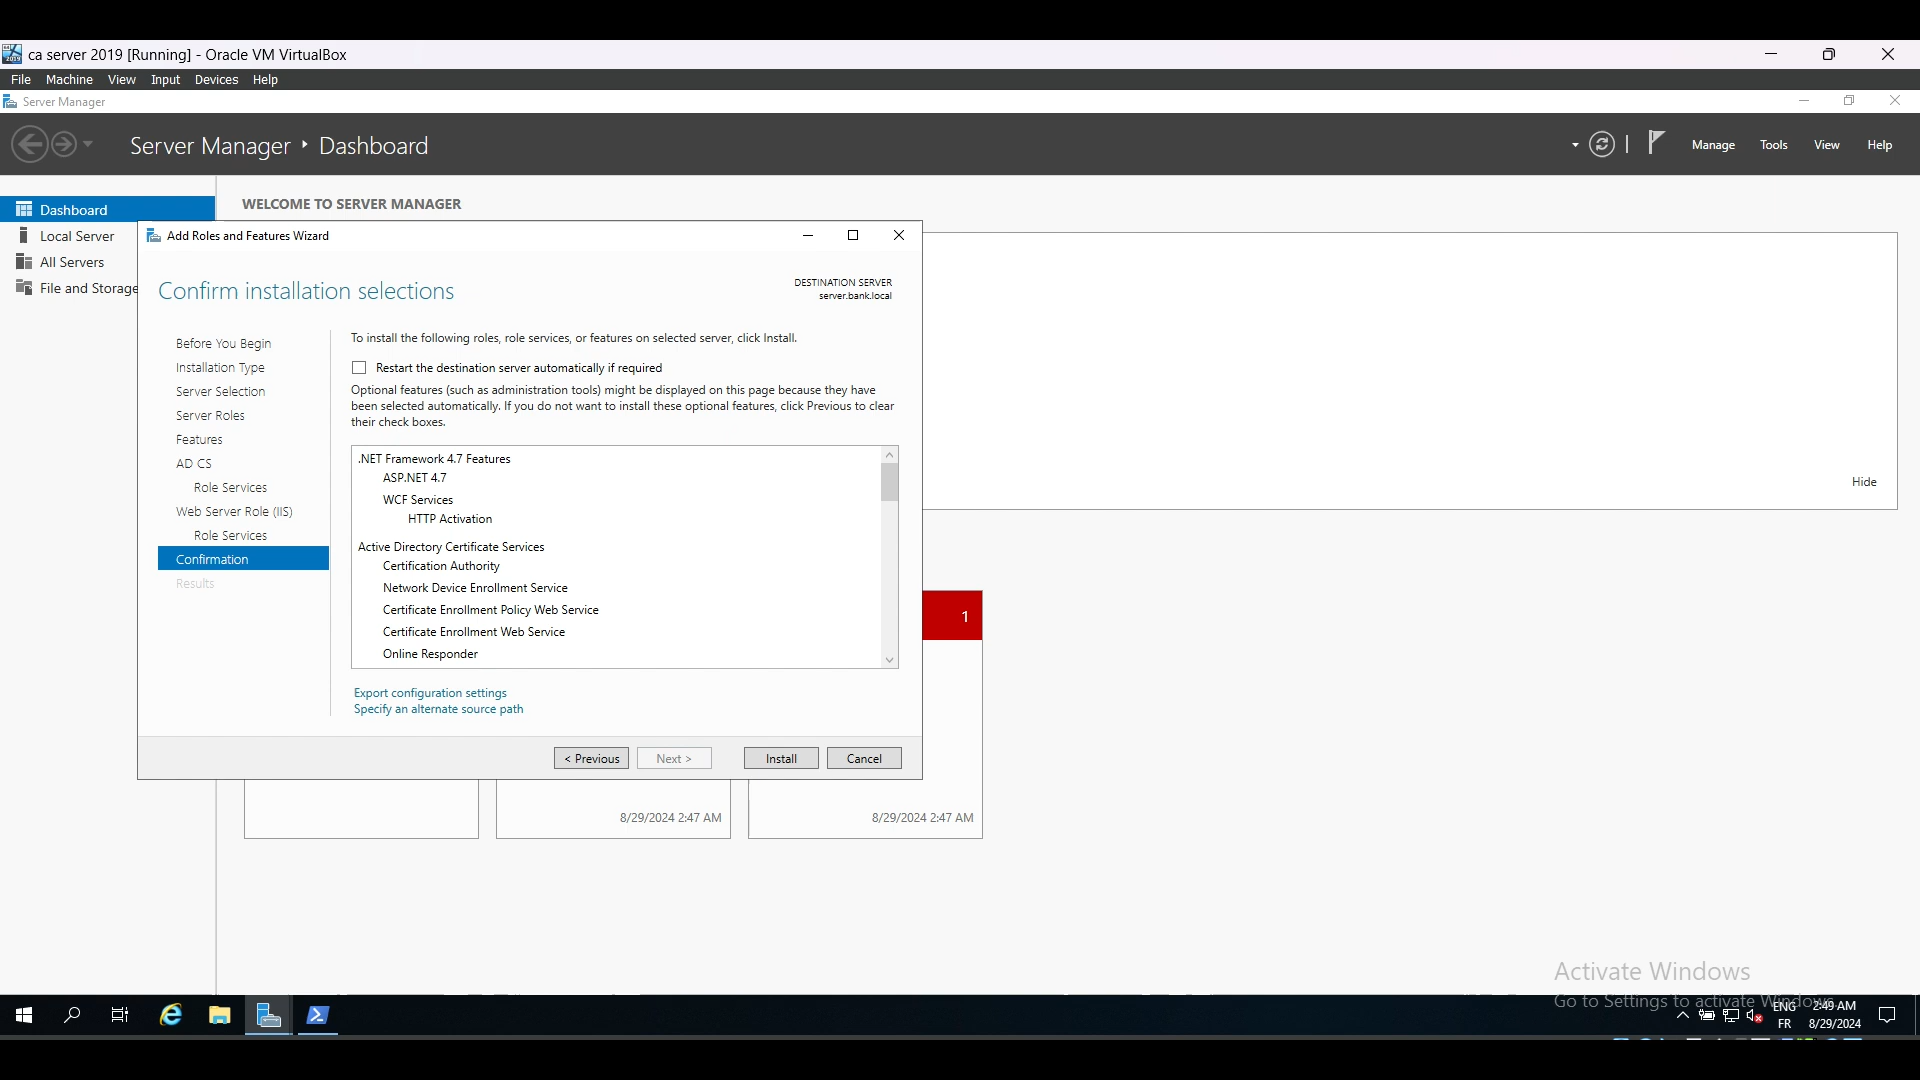 ca server 2019 [Running] - Oracle VM VirtualBox
File Machine View Input Devices Help
Server Manager
Server Manager ‣ Dashboard
Manage Tools View Help
Dashboard
Local Server
All Servers
File and Storage
WELCOME TO SERVER MANAGER
Add Roles and Features Wizard
Confirm installation selections
DESTINATION SERVER
server.bank.local
Before You Begin
Installation Type
Server Selection
Server Roles
Features
AD CS
Role Services
Web Server Role (IIS)
Role Services
Confirmation
Results
To install the following roles, role services, or features on selected server, click Install.
Restart the destination server automatically if required
Optional features (such as administration tools) might be displayed on this page because they have
been selected automatically. If you do not want to install these optional features, click Previous to clear
their check boxes.
.NET Framework 4.7 Features
ASP.NET 4.7
WCF Services
HTTP Activation
Active Directory Certificate Services
Certification Authority
Network Device Enrollment Service
Certificate Enrollment Policy Web Service
Certificate Enrollment Web Service
Online Responder
Export configuration settings
Specify an alternate source path
< Previous Next > Install Cancel
Hide
1
8/29/2024 2:47 AM
8/29/2024 2:47 AM
Activate Windows
Go to Settings to activate Windows.
ENG
FR
2:49 AM
8/29/2024